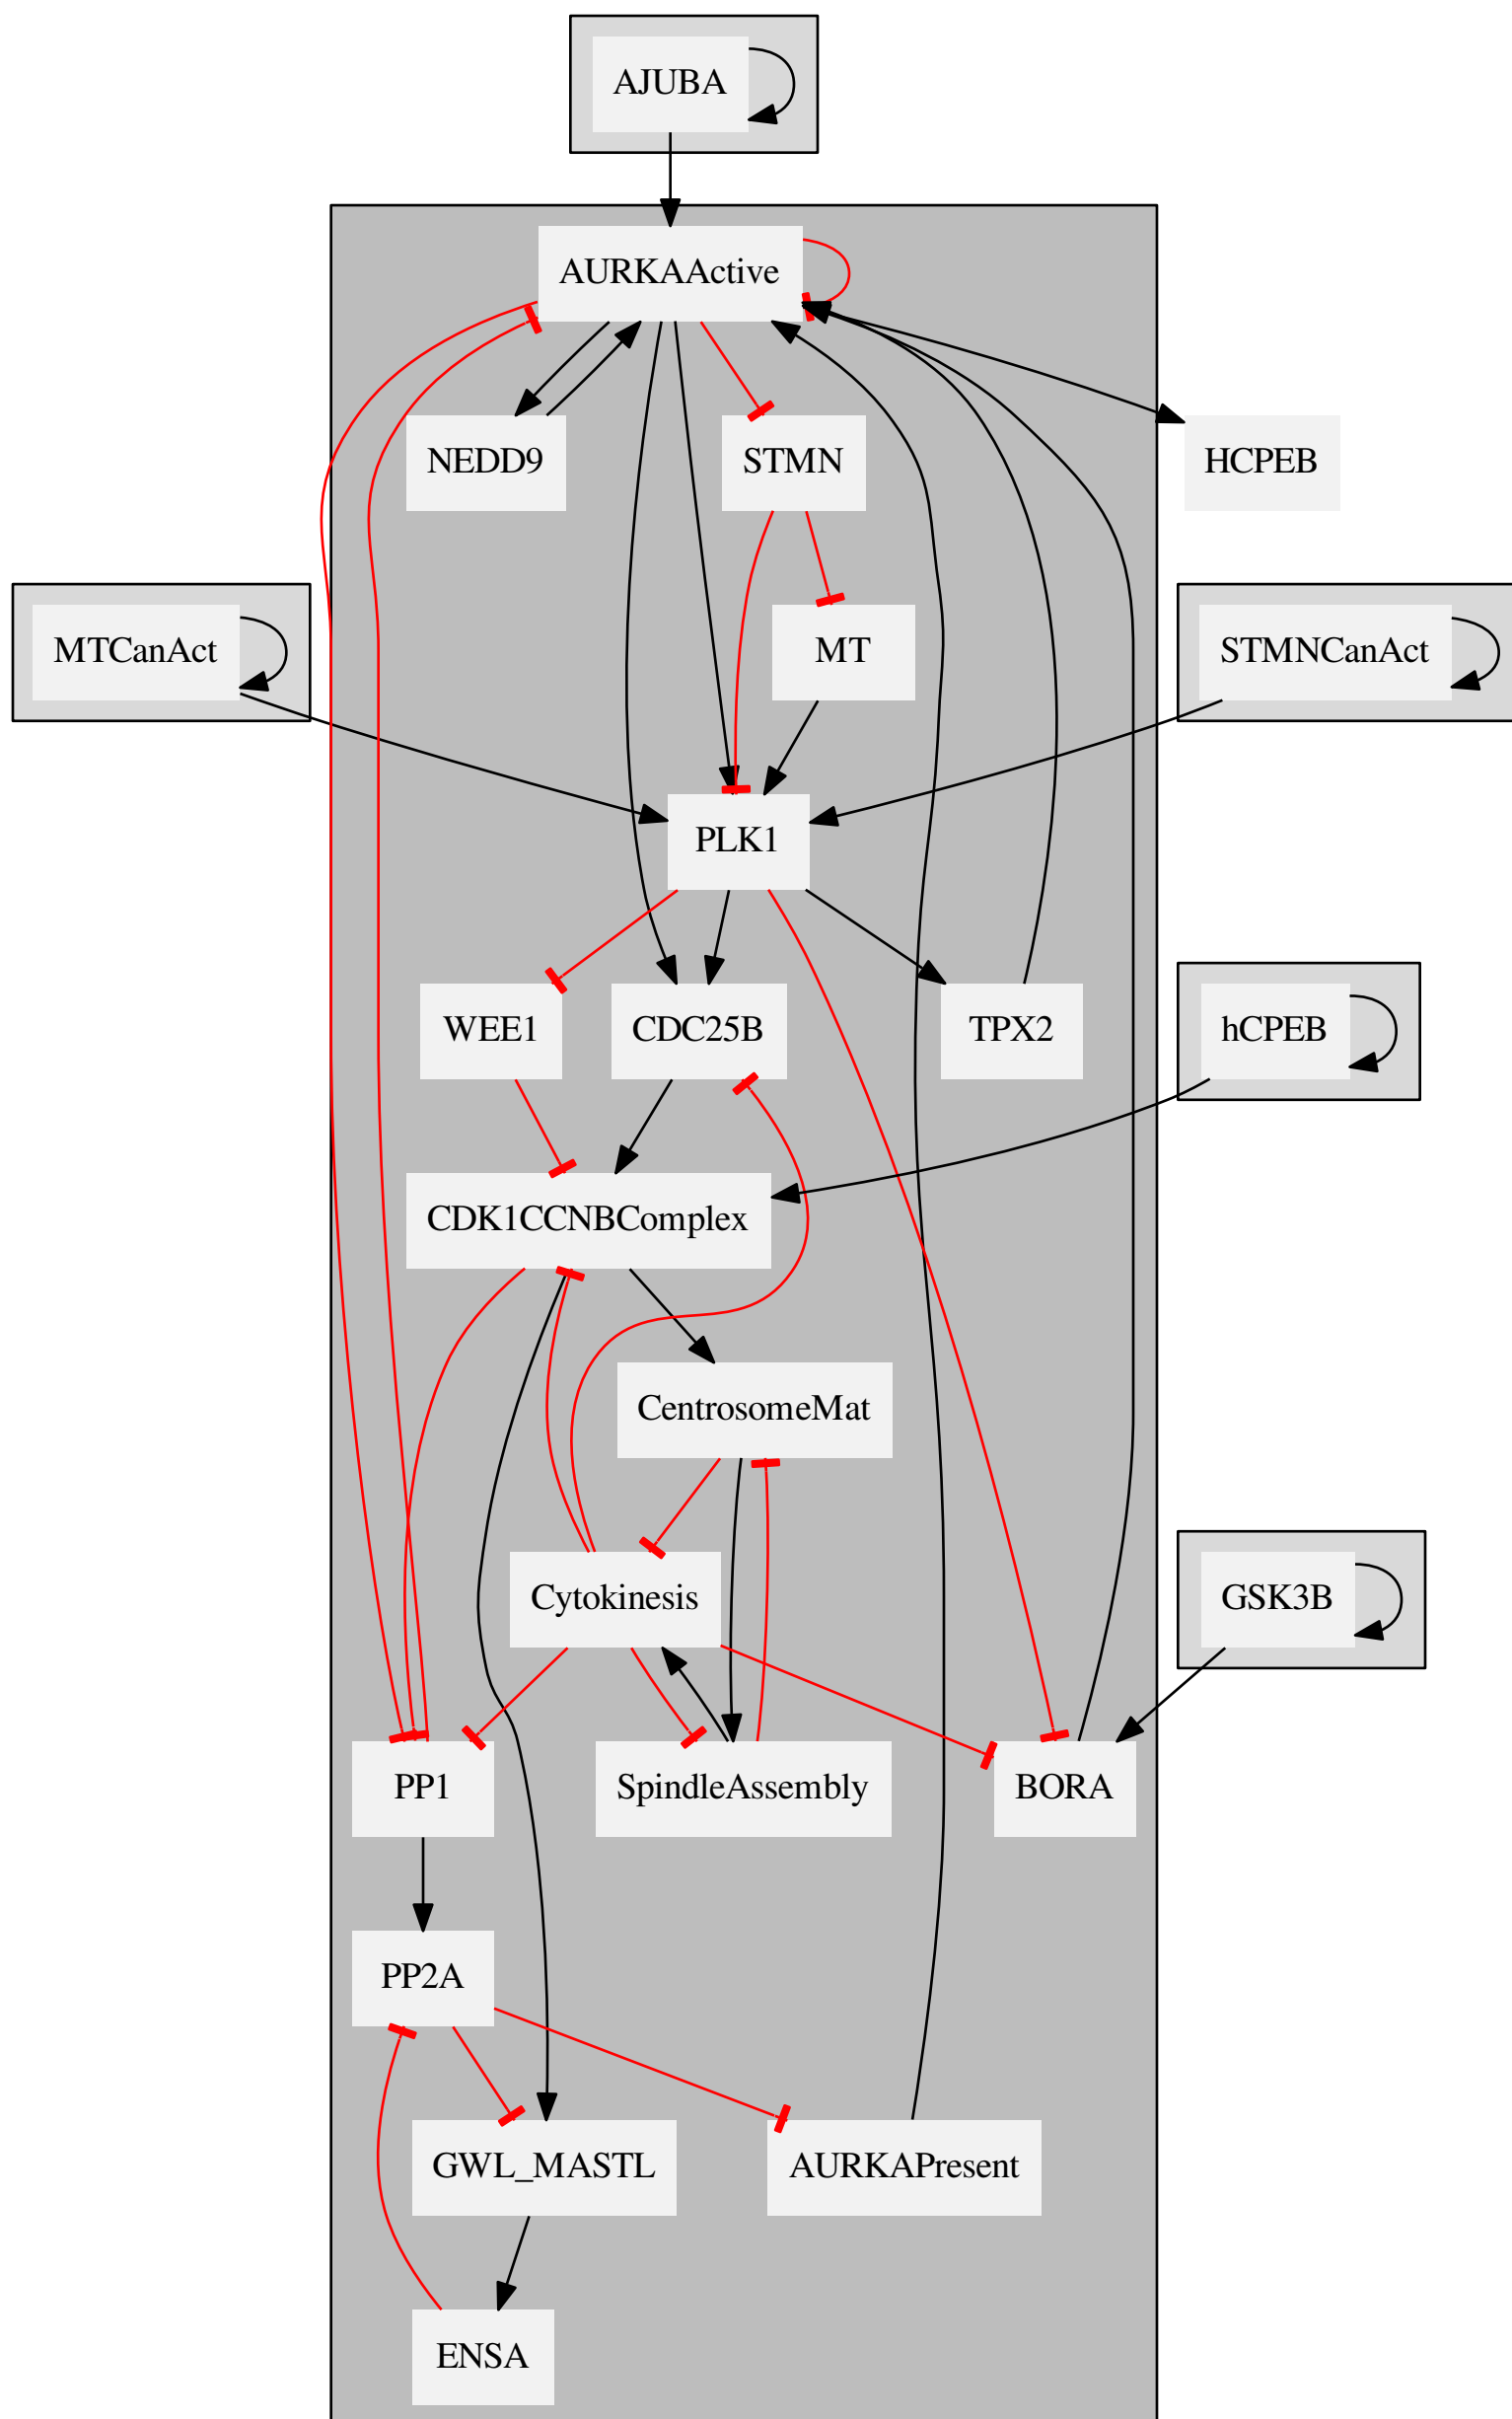 AJUBA
AURKAActive
NEDD9
STMN
HCPEB
MTCanAct
MT
STMNCanAct
PLK1
WEE1
CDC25B
TPX2
hCPEB
CDK1CCNBComplex
CentrosomeMat
Cytokinesis
GSK3B
PP1
SpindleAssembly
BORA
PP2A
GWL_MASTL
AURKAPresent
ENSA